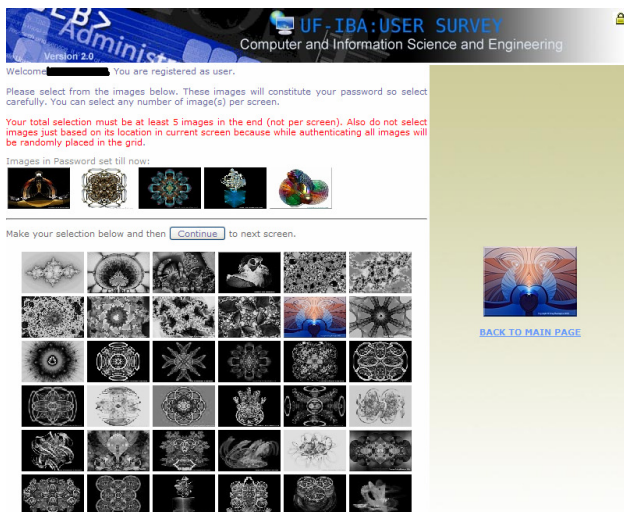 UF-IBA:USER SURVEY
Computer and Information Science and Engineering
Version 2.0
Welcome , You are registered as user.
Please select from the images below. These images will constitute your password so select
carefully. You can select any number of image(s) per screen.
Your total selection must be at least 5 images in the end (not per screen). Also do not select
images just based on its location in current screen because while authenticating all images will
be randomly placed in the grid.
Images in Password set till now:
Make your selection below and then Continue to next screen.
BACK TO MAIN PAGE